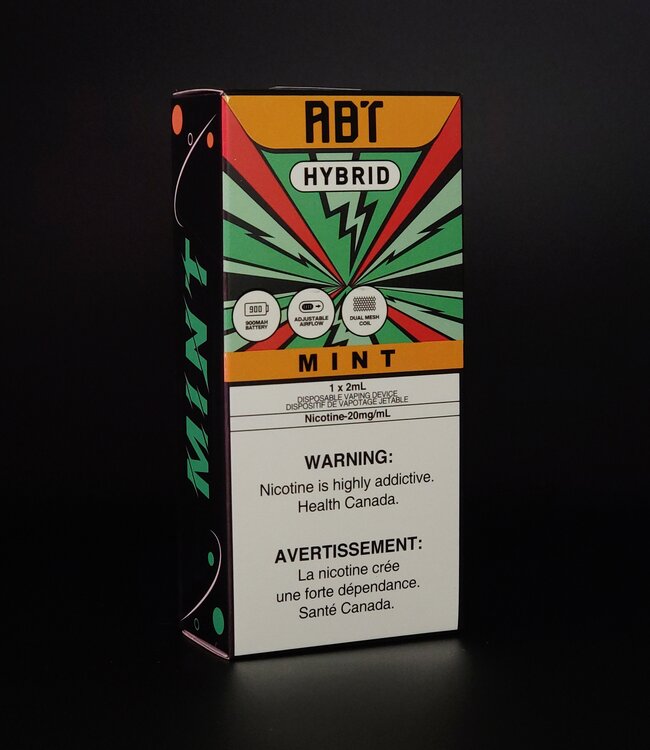 ABT
HYBRID
900
900MAH
BATTERY
ADJUSTABLE
AIRFLOW
DUAL MESH
COIL
MINT
1 x 2mL
DISPOSABLE VAPING DEVICE
DISPOSITIF DE VAPOTAGE JETABLE
Nicotine-20mg/mL
WARNING:
Nicotine is highly addictive.
Health Canada.
AVERTISSEMENT:
La nicotine crée
une forte dépendance.
Santé Canada.
MINT